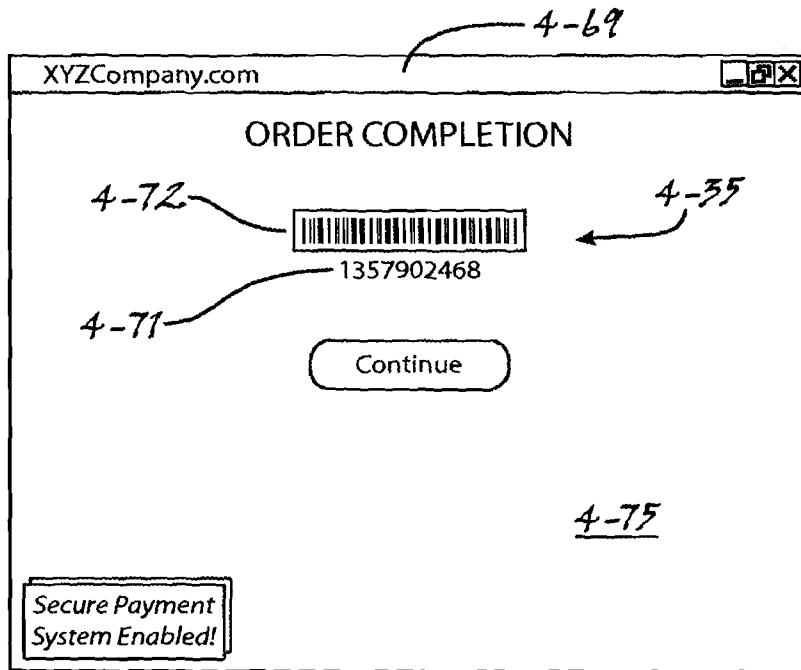 4-69
XYZCompany.com
ORDER COMPLETION
4-72
4-35
1357902468
4-71
Continue
4-75
Secure Payment
System Enabled!